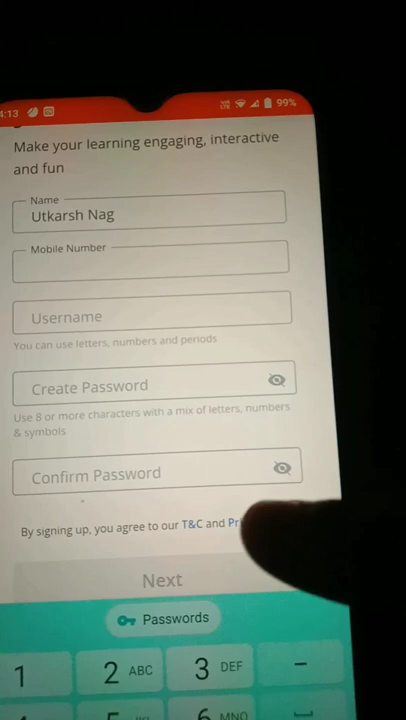 4:13 99%
Make your learning engaging, interactive
and fun
Name
Utkarsh Nag
Mobile Number
Username
You can use letters, numbers and periods
Create Password
Use 8 or more characters with a mix of letters, numbers
& symbols
Confirm Password
By signing up, you agree to our T&C and Pr
Next
Passwords
1 2 ABC 3 DEF –
6 MNO